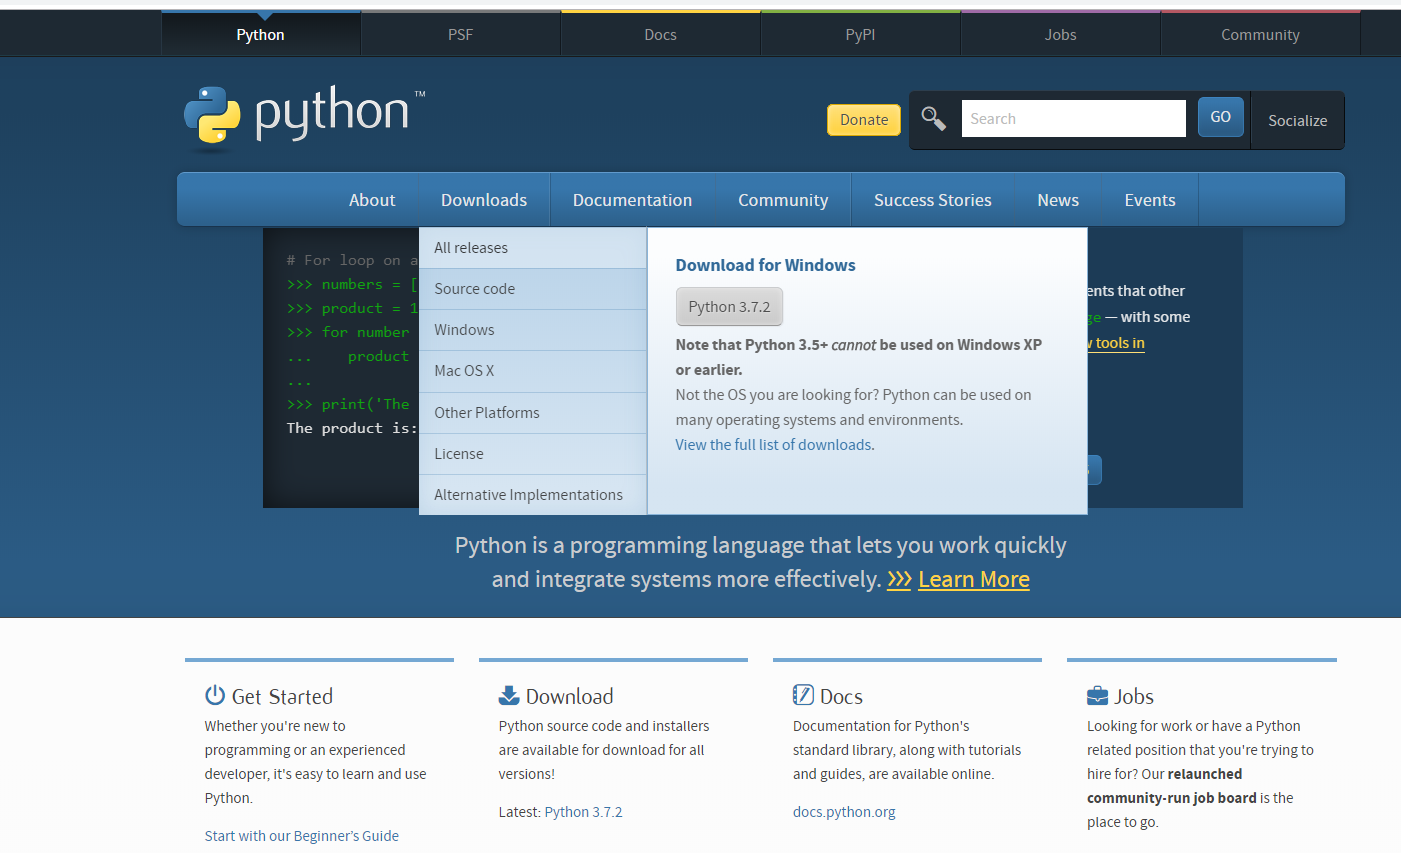 Python PSF Docs PyPI Jobs Community
python™
Donate Search GO Socialize
About Downloads Documentation Community Success Stories News Events
# For loop on a
>>> numbers = [
>>> product = 1
>>> for number
... product
...
>>> print('The
The product is:
All releases
Source code
Windows
Mac OS X
Other Platforms
License
Alternative Implementations
Download for Windows
Python 3.7.2
Note that Python 3.5+ cannot be used on Windows XP
or earlier.
Not the OS you are looking for? Python can be used on
many operating systems and environments.
View the full list of downloads.
ents that other
ge — with some
tools in
Python is a programming language that lets you work quickly
and integrate systems more effectively. >>> Learn More
Get Started
Whether you're new to
programming or an experienced
developer, it's easy to learn and use
Python.
Start with our Beginner’s Guide
Download
Python source code and installers
are available for download for all
versions!
Latest: Python 3.7.2
Docs
Documentation for Python's
standard library, along with tutorials
and guides, are available online.
docs.python.org
Jobs
Looking for work or have a Python
related position that you're trying to
hire for? Our relaunched
community-run job board is the
place to go.